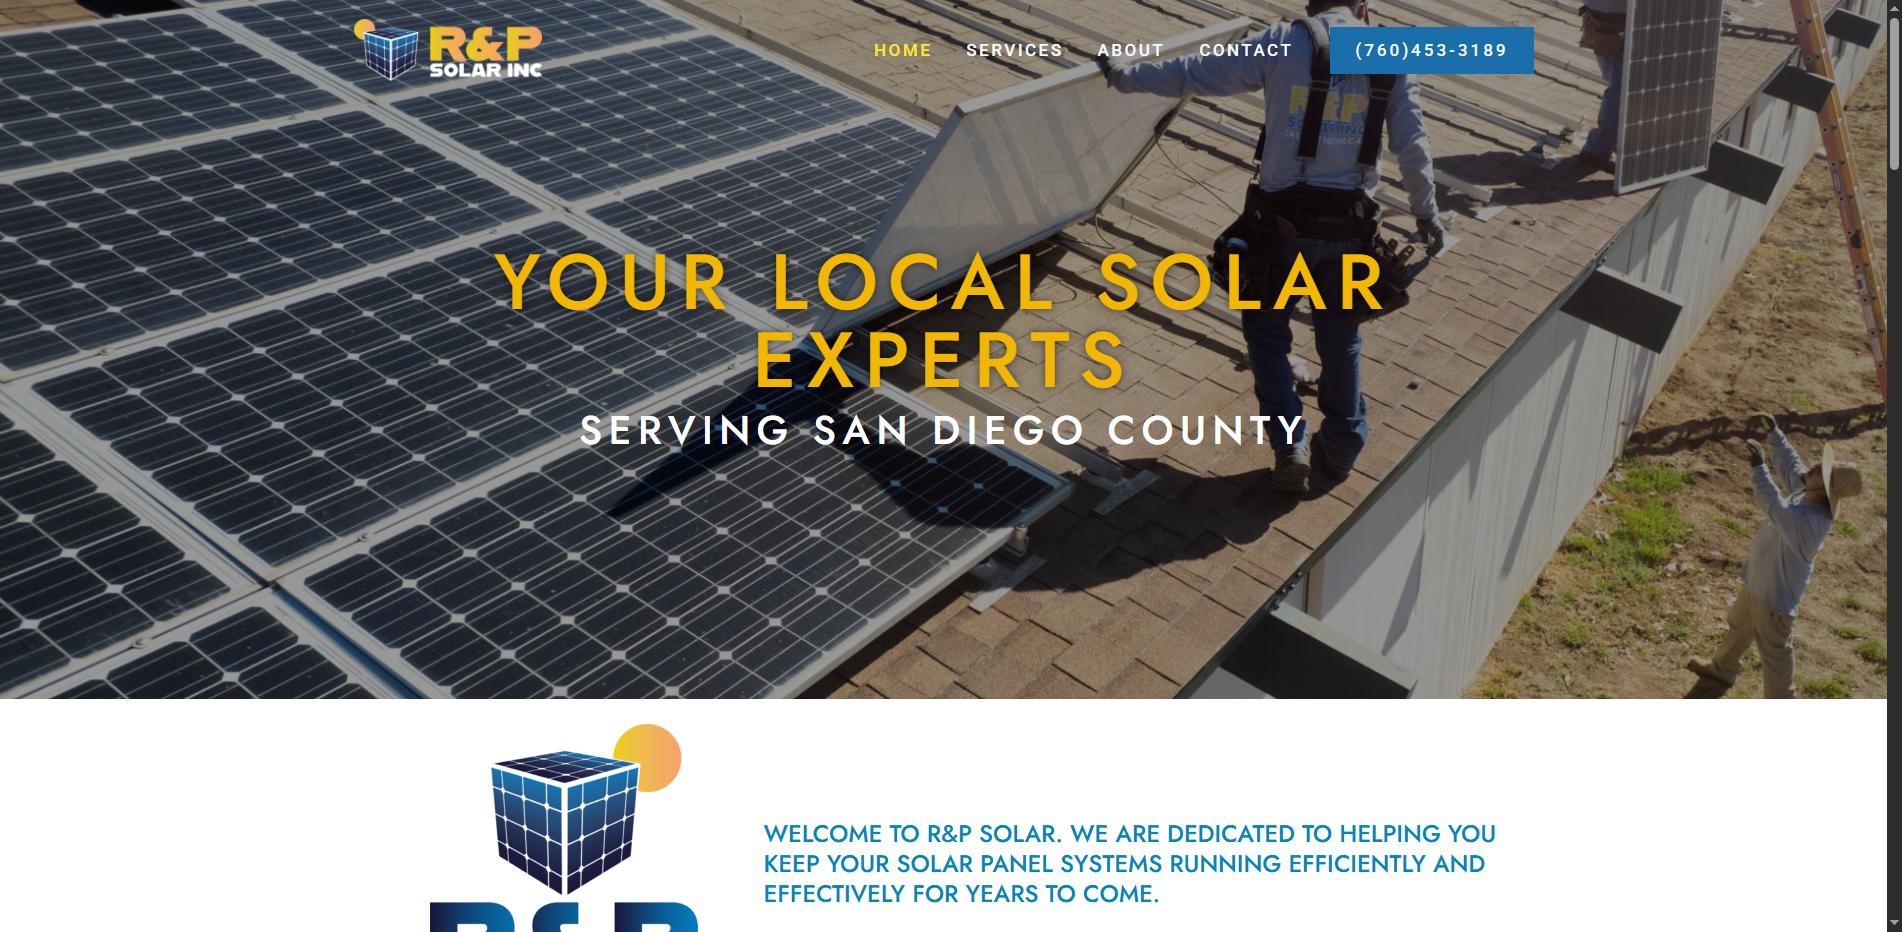 R&P
SOLAR INC
HOME SERVICES ABOUT CONTACT (760)453-3189
R&P
SOLAR INC
YOUR LOCAL SOLAR
EXPERTS
SERVING SAN DIEGO COUNTY
WELCOME TO R&P SOLAR. WE ARE DEDICATED TO HELPING YOU
KEEP YOUR SOLAR PANEL SYSTEMS RUNNING EFFICIENTLY AND
EFFECTIVELY FOR YEARS TO COME.
R&P